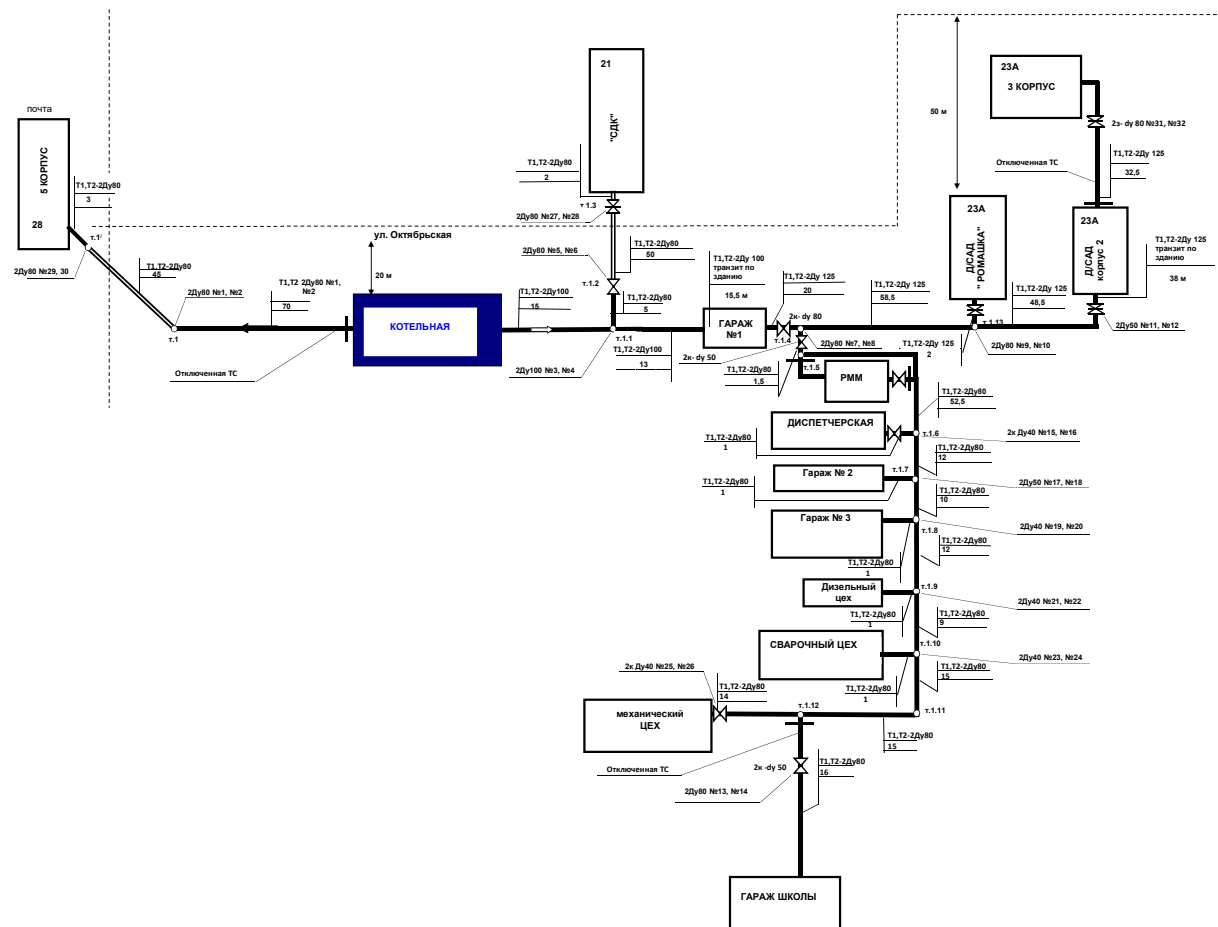 почта
5 КОРПУС
28
Т1,Т2-2Ду80
3
т.1'
2Ду80 №29, 30
Т1,Т2-2Ду80
45
2Ду80 №1, №2
т.1
Т1,Т2 2Ду80 №1,
№2
70
Отключенная ТС
ул. Октябрьская
20 м
КОТЕЛЬНАЯ
21
"СДК"
Т1,Т2-2Ду80
2
т.1.3
2Ду80 №27, №28
2Ду80 №5, №6
Т1,Т2-2Ду80
50
т.1.2
Т1,Т2-2Ду100
15
Т1,Т2-2Ду80
5
т.1.1
2Ду100 №3, №4
Т1,Т2-2Ду100
13
Т1,Т2-2Ду 100
транзит по
зданию
15,5 м
ГАРАЖ
№1
Т1,Т2-2Ду 125
20
2к- dy 80
т.1.4
2к- dy 50
2Ду80 №7, №8
Т1,Т2-2Ду80
1,5
т.1.5
Т1,Т2-2Ду 125
58,5
50 м
23А
3 КОРПУС
2з- dy 80 №31, №32
Отключенная ТС
Т1,Т2-2Ду 125
32,5
23А
Д/САД
" РОМАШКА"
23А
Д/САД
корпус 2
Т1,Т2-2Ду 125
транзит по
зданию
38 м
Т1,Т2-2Ду 125
48,5
т.1.13
2Ду50 №11, №12
Т1,Т2-2Ду 125
2
2Ду80 №9, №10
РММ
Т1,Т2-2Ду80
52,5
ДИСПЕТЧЕРСКАЯ
Т1,Т2-2Ду80
1
т.1.6
2к Ду40 №15, №16
Т1,Т2-2Ду80
12
Гараж № 2
т.1.7
Т1,Т2-2Ду80
1
2Ду50 №17, №18
Т1,Т2-2Ду80
10
Гараж № 3
т.1.8
2Ду40 №19, №20
Т1,Т2-2Ду80
12
Т1,Т2-2Ду80
1
Дизельный
цех
т.1.9
2Ду40 №21, №22
Т1,Т2-2Ду80
1
Т1,Т2-2Ду80
9
СВАРОЧНЫЙ ЦЕХ
т.1.10
2Ду40 №23, №24
Т1,Т2-2Ду80
15
Т1,Т2-2Ду80
1
2к Ду40 №25, №26
Т1,Т2-2Ду80
14
механический
ЦЕХ
т.1.12
т.1.11
Т1,Т2-2Ду80
15
Отключенная ТС
2к -dy 50
Т1,Т2-2Ду80
16
2Ду80 №13, №14
ГАРАЖ ШКОЛЫ